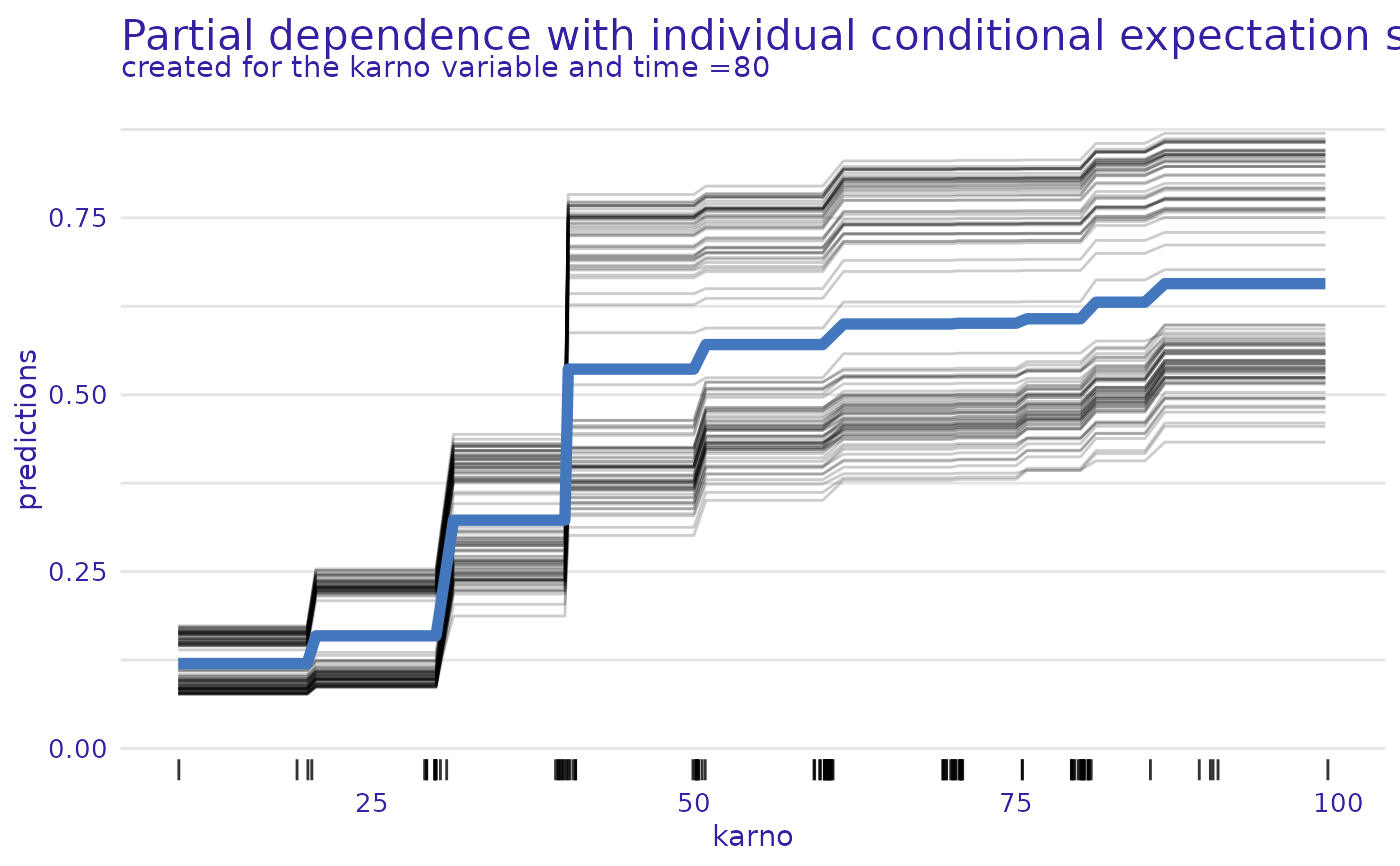 Partial dependence with individual conditional expectation s
created for the karno variable and time =80
predictions
0.75
0.50
0.25
0.00
25 50 75 100
karno